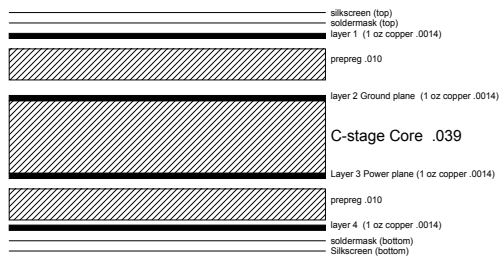 silkscreen (top)
soldermask (top)
layer 1 (1 oz copper .0014)
prepreg .010
layer 2 Ground plane (1 oz copper .0014)
C-stage Core .039
Layer 3 Power plane (1 oz copper .0014)
prepreg .010
layer 4 (1 oz copper .0014)
soldermask (bottom)
Silkscreen (bottom)